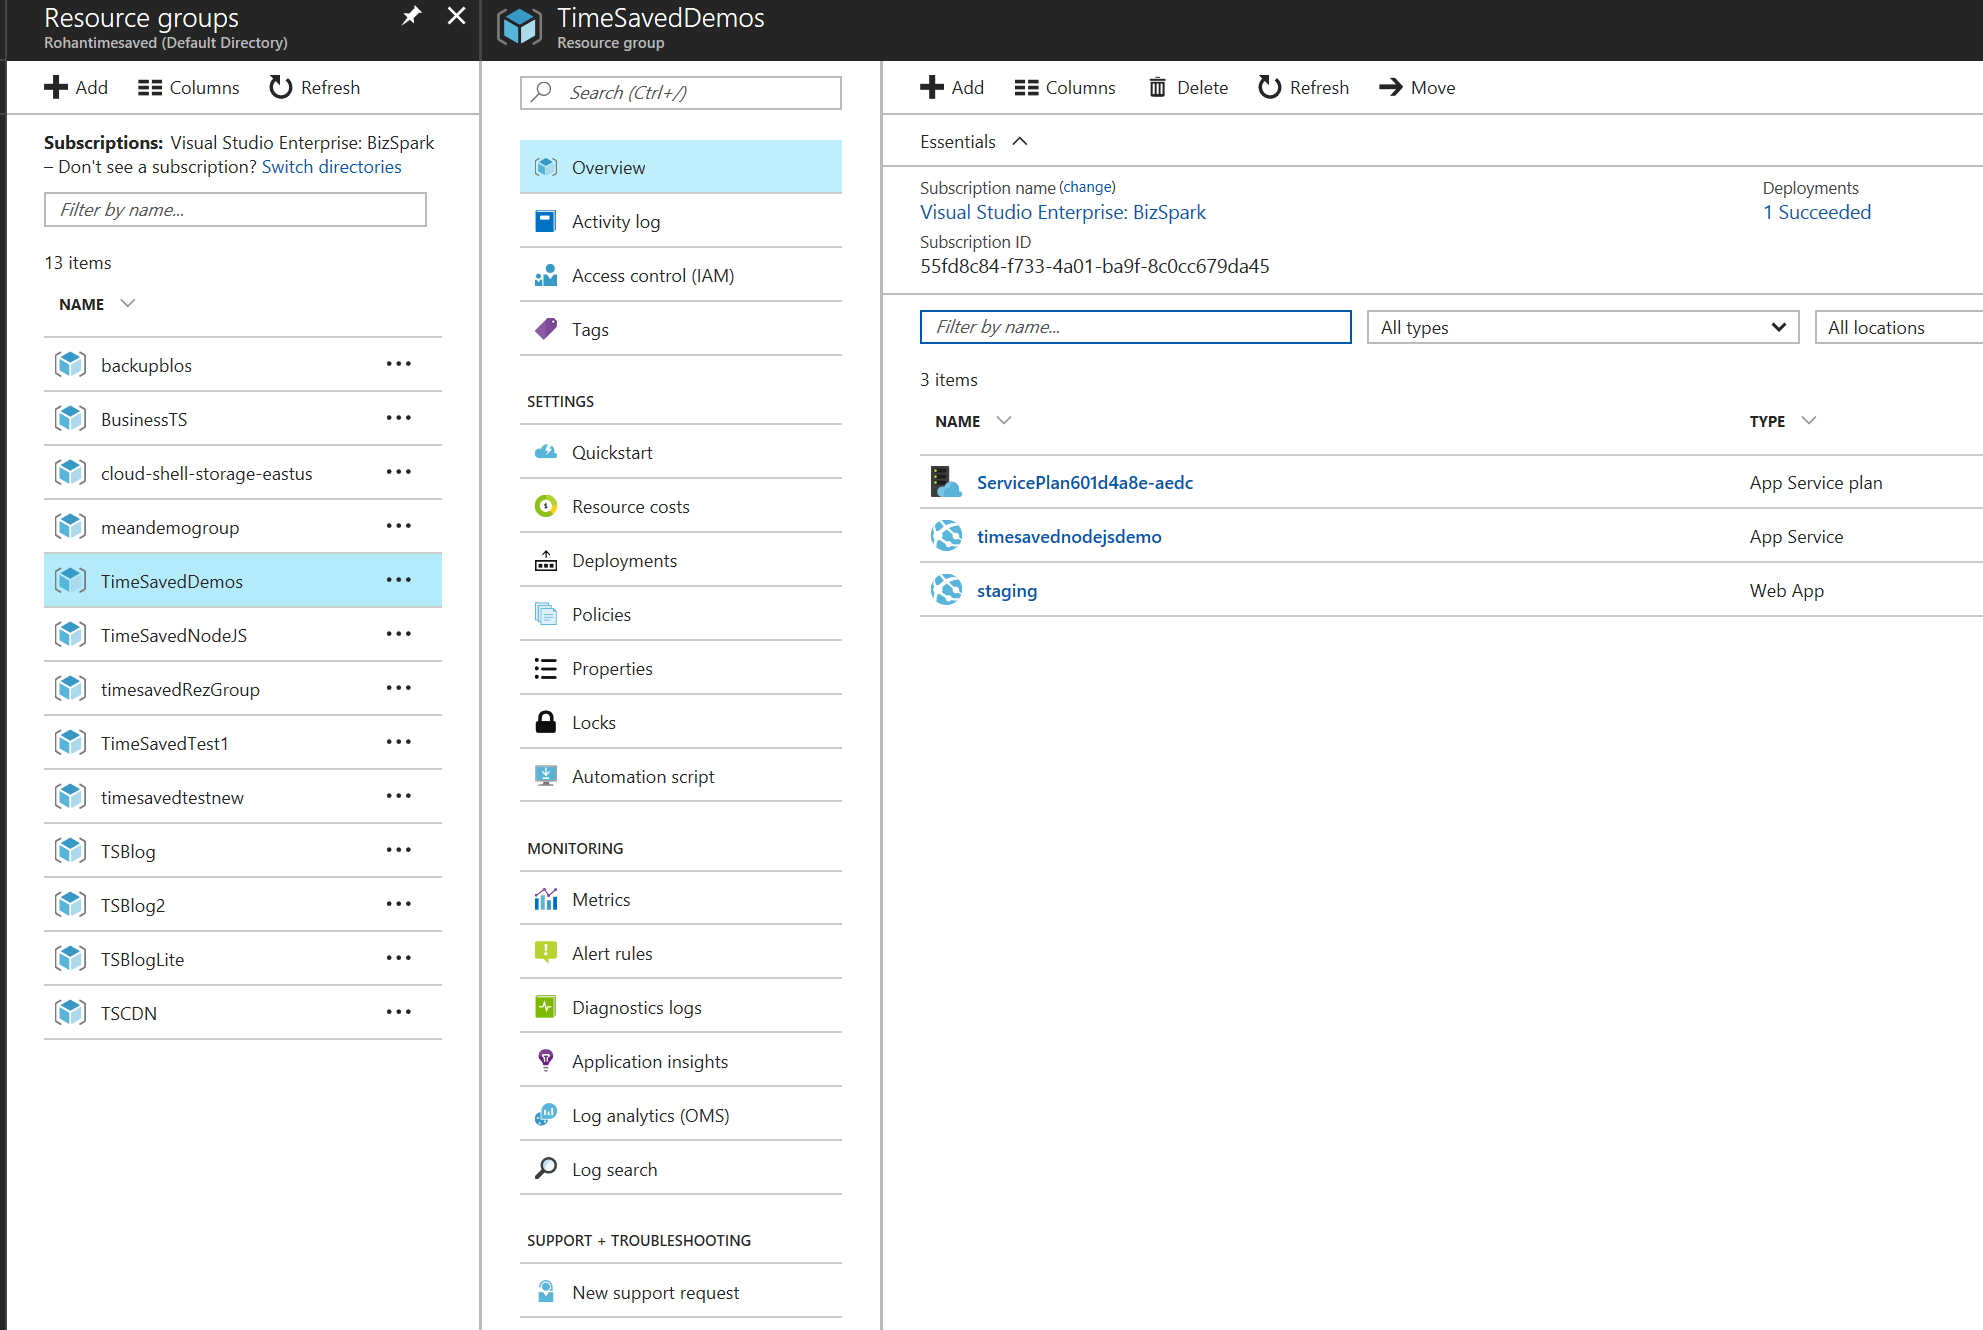 Resource groups
Rohantimesaved (Default Directory)
Add Columns Refresh
Subscriptions: Visual Studio Enterprise: BizSpark
– Don't see a subscription? Switch directories
Filter by name...
13 items
NAME
backupblos
BusinessTS
cloud-shell-storage-eastus
meandemogroup
TimeSavedDemos
TimeSavedNodeJS
timesavedRezGroup
TimeSavedTest1
timesavedtestnew
TSBlog
TSBlog2
TSBlogLite
TSCDN
TimeSavedDemos
Resource group
Search (Ctrl+/)
Overview
Activity log
Access control (IAM)
Tags
SETTINGS
Quickstart
Resource costs
Deployments
Policies
Properties
Locks
Automation script
MONITORING
Metrics
Alert rules
Diagnostics logs
Application insights
Log analytics (OMS)
Log search
SUPPORT + TROUBLESHOOTING
New support request
Add Columns Delete Refresh Move
Essentials
Subscription name (change)
Visual Studio Enterprise: BizSpark
Deployments
1 Succeeded
Subscription ID
55fd8c84-f733-4a01-ba9f-8c0cc679da45
Filter by name... All types All locations
3 items
NAME TYPE
ServicePlan601d4a8e-aedc App Service plan
timesavednodejsdemo App Service
staging Web App